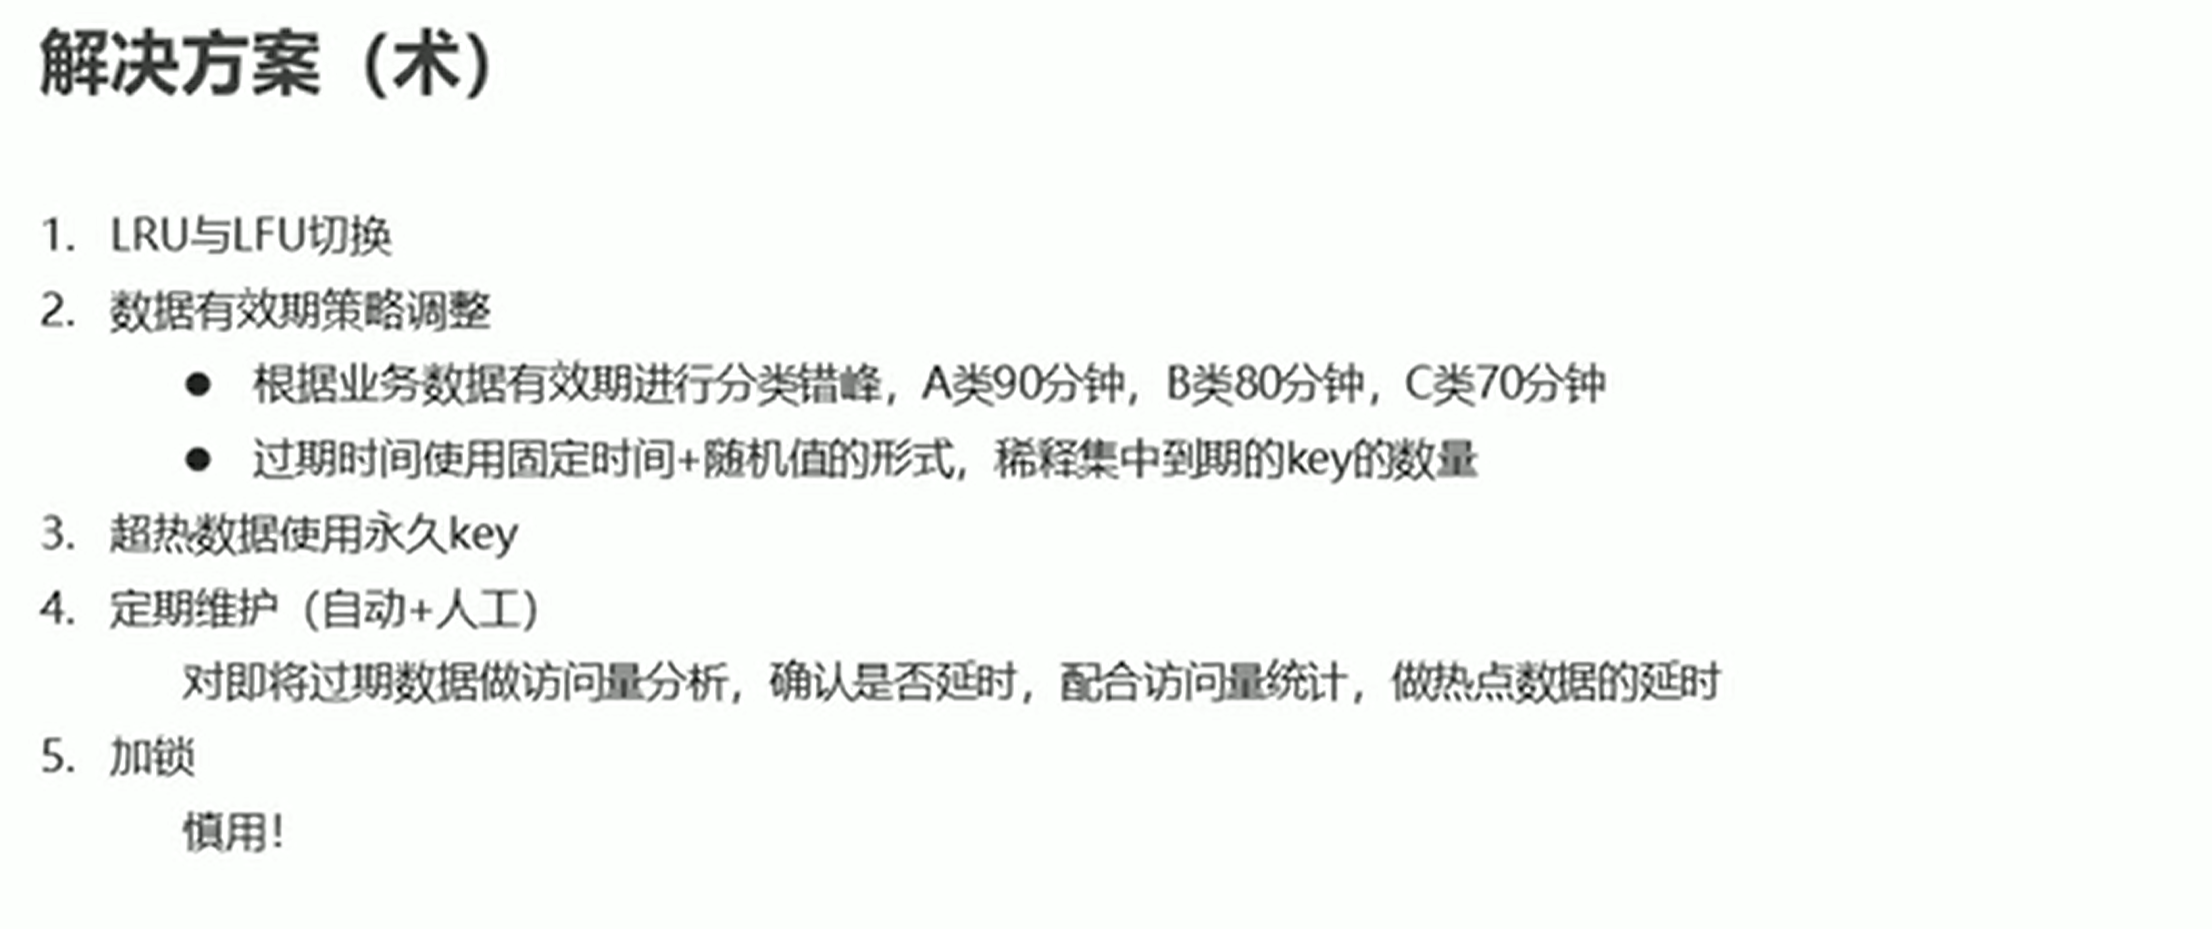 解决方案（术）
1. LRU与LFU切换
2. 数据有效期策略调整
● 根据业务数据有效期进行分类错峰，A类90分钟，B类80分钟，C类70分钟
● 过期时间使用固定时间+随机值的形式，稀释集中到期的key的数量
3. 超热数据使用永久key
4. 定期维护（自动+人工）
对即将过期数据做访问量分析，确认是否延时，配合访问量统计，做热点数据的延时
5. 加锁
慎用！